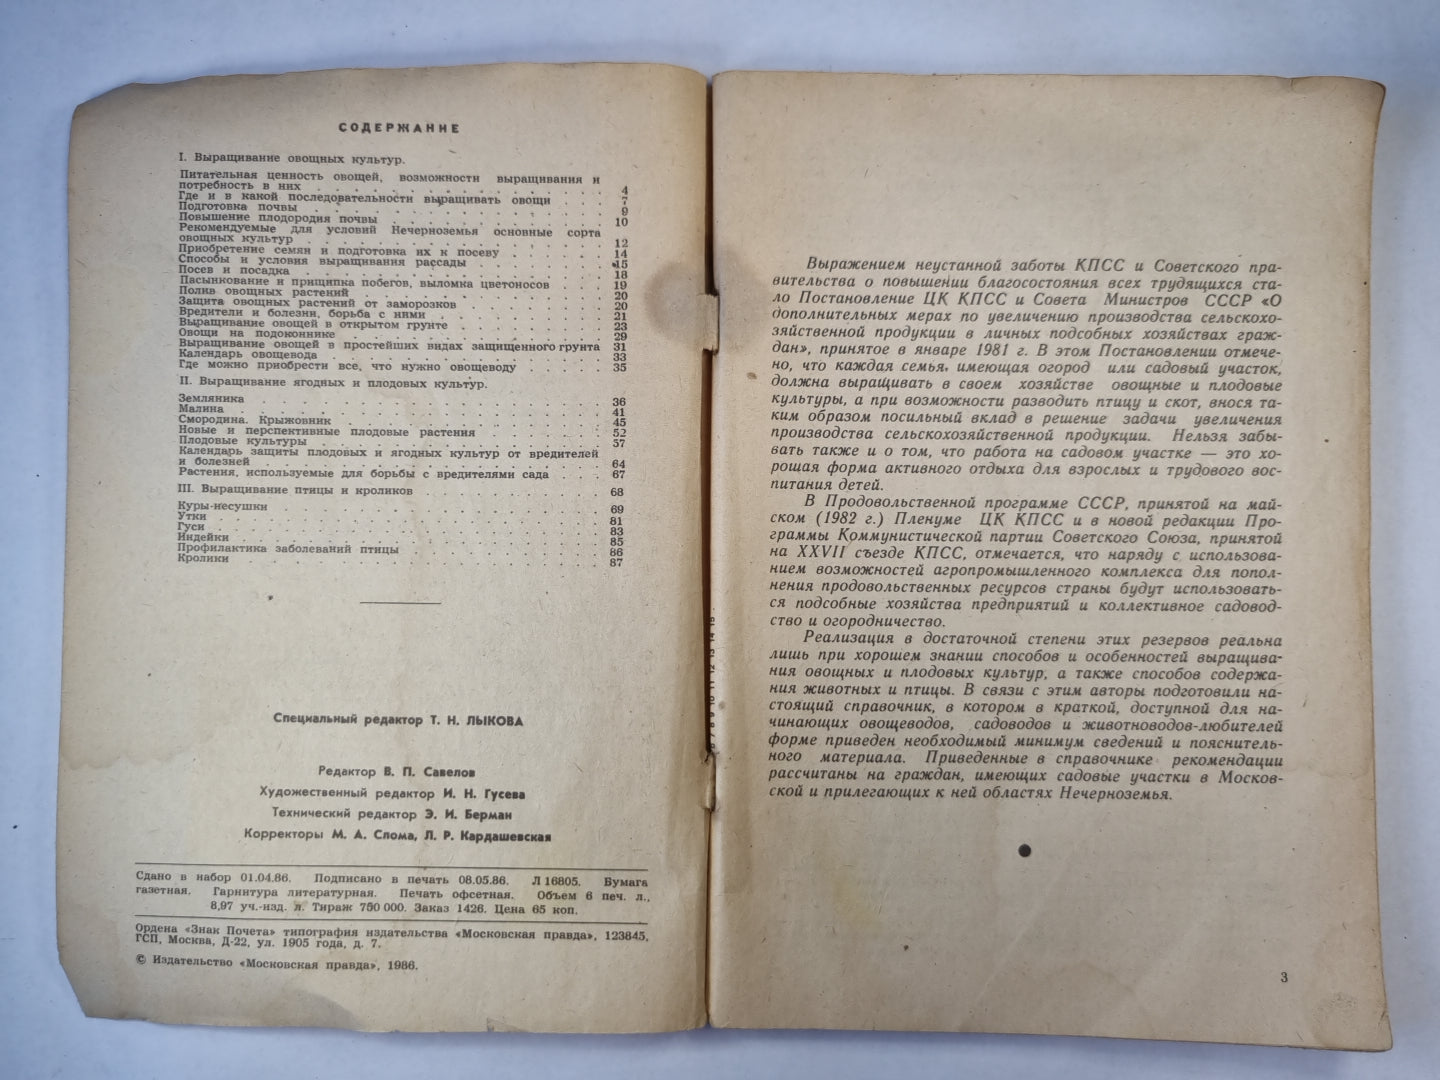 СОДЕРЖАНИЕ
I. Выращивание овощных культур.
Питательная ценность овощей, возможности выращивания и
потребность в них . . . . . . . . . . . . . . . 4
Где и в какой последовательности выращивать овощи . . . 7
Подготовка почвы . . . . . . . . . . . . . . . 9
Повышение плодородия почвы . . . . . . . . . . . 10
Рекомендуемые для условий Нечерноземья основные сорта
овощных культур . . . . . . . . . . . . . . . 12
Приобретение семян и подготовка их к посеву . . . . . 14
Способы и условия выращивания рассады . . . . . . . 15
Посев и посадка . . . . . . . . . . . . . . . 18
Пасынкование и прищипка побегов, выломка цветоносов . . . 19
Полив овощных растений . . . . . . . . . . . . 20
Защита овощных растений от заморозков . . . . . . . 20
Вредители и болезни, борьба с ними . . . . . . . . 21
Выращивание овощей в открытом грунте . . . . . . . 23
Овощи на подоконнике . . . . . . . . . . . . . 29
Выращивание овощей в простейших видах защищенного грунта 31
Календарь овощевода . . . . . . . . . . . . . 33
Где можно приобрести все, что нужно овощеводу . . . . . 35
II. Выращивание ягодных и плодовых культур.
Земляника . . . . . . . . . . . . . . . . . 36
Малина . . . . . . . . . . . . . . . . . . 41
Смородина. Крыжовник . . . . . . . . . . . . . 45
Новые и перспективные плодовые растения . . . . . . 52
Плодовые культуры . . . . . . . . . . . . . . 57
Календарь защиты плодовых и ягодных культур от вредителей
и болезней . . . . . . . . . . . . . . . . . 64
Растения, используемые для борьбы с вредителями сада . . . 67
III. Выращивание птицы и кроликов . . . . . . . . . 68
Куры-несушки . . . . . . . . . . . . . . . . 69
Утки . . . . . . . . . . . . . . . . . . . 81
Гуси . . . . . . . . . . . . . . . . . . . 83
Индейки . . . . . . . . . . . . . . . . . . 85
Профилактика заболеваний птицы . . . . . . . . . . 86
Кролики . . . . . . . . . . . . . . . . . . 87
Специальный редактор Т. Н. ЛЫКОВА
Редактор В. П. Савелов
Художественный редактор И. Н. Гусева
Технический редактор Э. И. Берман
Корректоры М. А. Слома, Л. Р. Кардашевская
Сдано в набор 01.04.86. Подписано в печать 08.05.86. Л 16805. Бумага
газетная. Гарнитура литературная. Печать офсетная. Объем 6 печ. л.,
8,97 уч.-изд. л. Тираж 750 000. Заказ 1426. Цена 65 коп.
Ордена «Знак Почета» типография издательства «Московская правда», 123845,
ГСП, Москва, Д-22, ул. 1905 года, д. 7.
© Издательство «Московская правда», 1986.
Выражением неустанной заботы КПСС и Советского пра-
вительства о повышении благосостояния всех трудящихся ста-
ло Постановление ЦК КПСС и Совета Министров СССР «О
дополнительных мерах по увеличению производства сельскохо-
зяйственной продукции в личных подсобных хозяйствах граж-
дан», принятое в январе 1981 г. В этом Постановлении отмече-
но, что каждая семья, имеющая огород или садовый участок,
должна выращивать в своем хозяйстве овощные и плодовые
культуры, а при возможности разводить птицу и скот, внося та-
ким образом посильный вклад в решение задачи увеличения
производства сельскохозяйственной продукции. Нельзя забы-
вать также и о том, что работа на садовом участке — это хо-
рошая форма активного отдыха для взрослых и трудового вос-
питания детей.
В Продовольственной программе СССР, принятой на май-
ском (1982 г.) Пленуме ЦК КПСС и в новой редакции Про-
граммы Коммунистической партии Советского Союза, принятой
на XXVII съезде КПСС, отмечается, что наряду с использова-
нием возможностей агропромышленного комплекса для попол-
нения продовольственных ресурсов страны будут использовать-
ся подсобные хозяйства предприятий и коллективное садовод-
ство и огородничество.
Реализация в достаточной степени этих резервов реальна
лишь при хорошем знании способов и особенностей выращива-
ния овощных и плодовых культур, а также способов содержа-
ния животных и птицы. В связи с этим авторы подготовили на-
стоящий справочник, в котором в краткой, доступной для на-
чинающих овощеводов, садоводов и животноводов-любителей
форме приведен необходимый минимум сведений и пояснитель-
ного материала. Приведенные в справочнике рекомендации
рассчитаны на граждан, имеющих садовые участки в Москов-
ской и прилегающих к ней областях Нечерноземья.
3